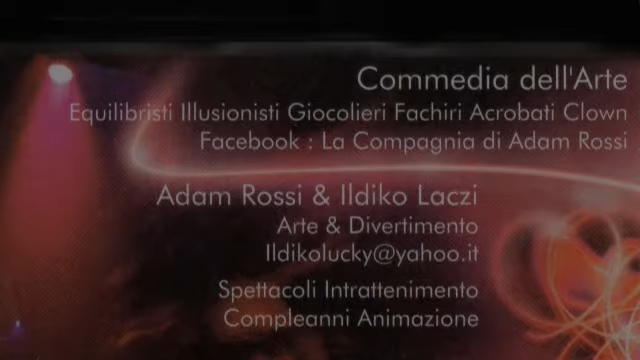 Commedia dell'Arte
Equilibristi Illusionisti Giocolieri Fachiri Acrobati Clown
Facebook : La Compagnia di Adam Rossi
Adam Rossi & Ildiko Laczi
Arte & Divertimento
Ildikolucky@yahoo.it
Spettacoli Intrattenimento
Compleanni Animazione